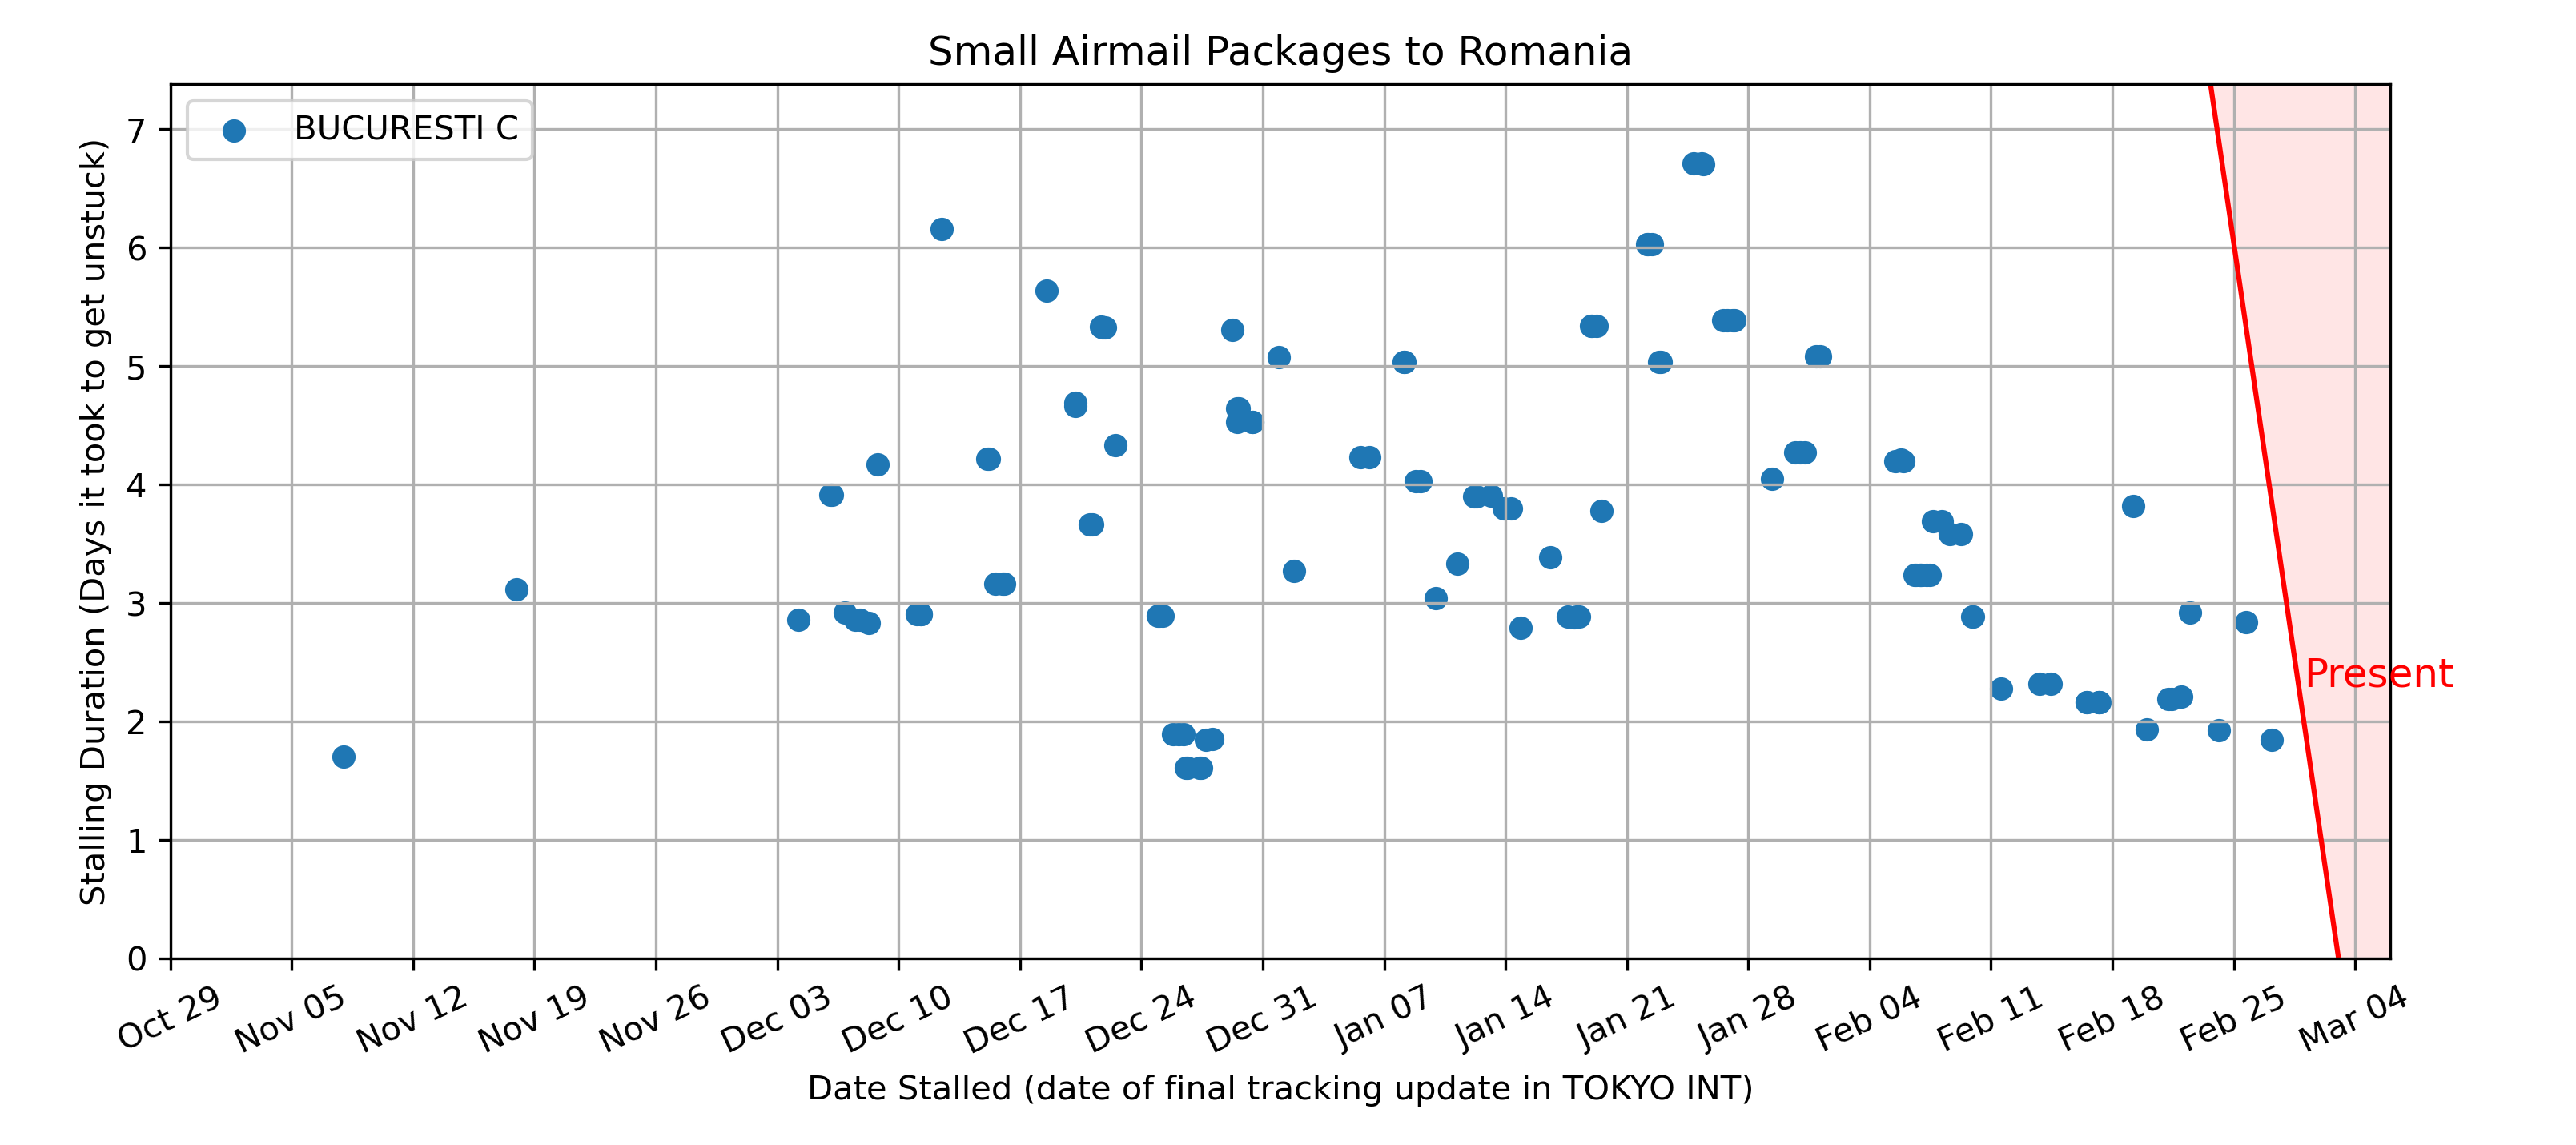 Small Airmail Packages to Romania
BUCURESTI C
Stalling Duration (Days it took to get unstuck)
7
6
5
4
3
2
1
0
Present
Oct 29
Nov 05
Nov 12
Nov 19
Nov 26
Dec 03
Dec 10
Dec 17
Dec 24
Dec 31
Jan 07
Jan 14
Jan 21
Jan 28
Feb 04
Feb 11
Feb 18
Feb 25
Mar 04
Date Stalled (date of final tracking update in TOKYO INT)